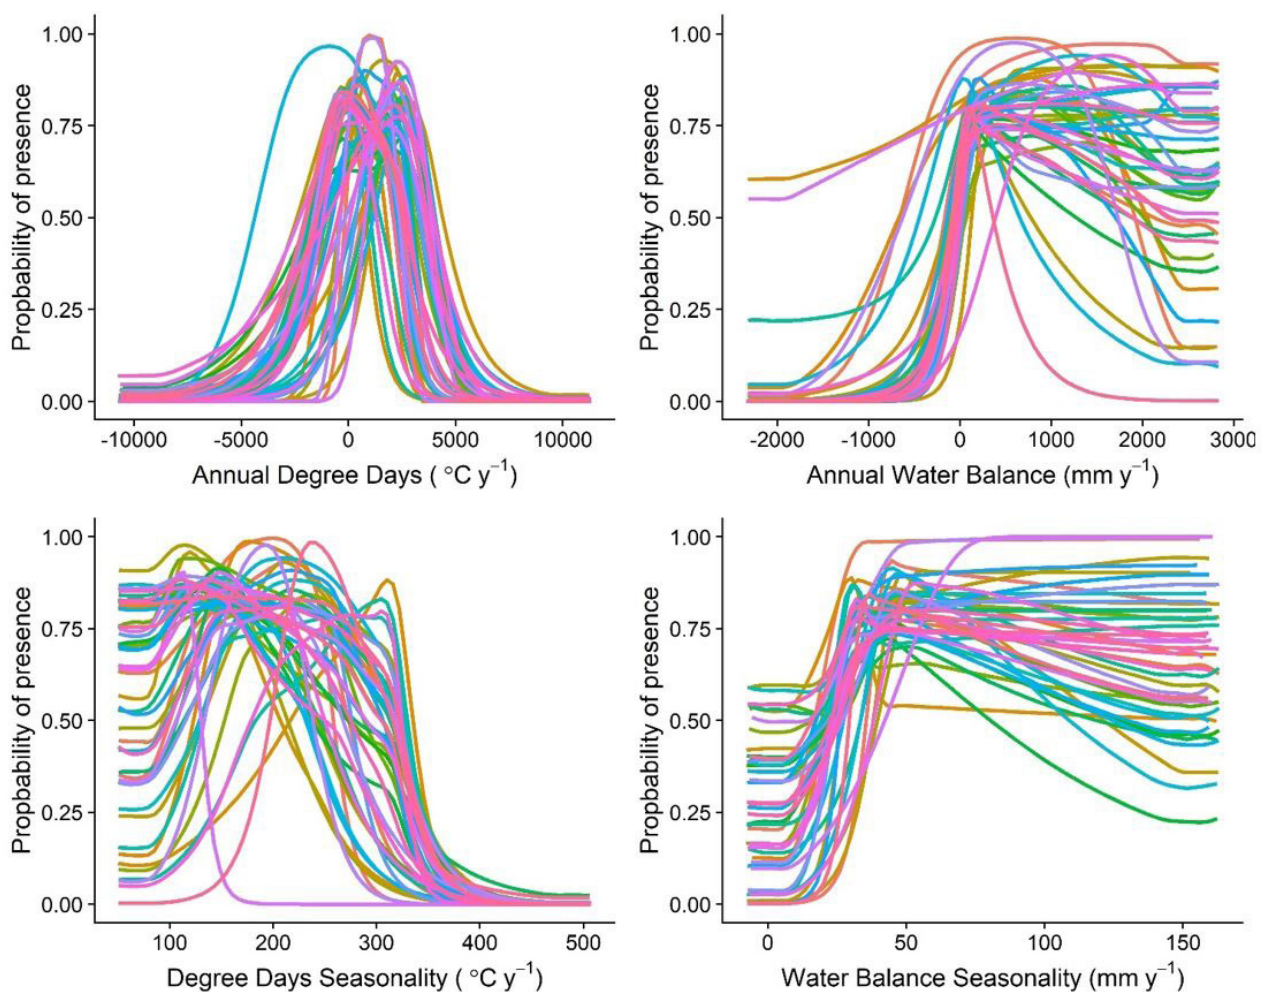 Propbability of presence
1.00
0.75
0.50
0.25
0.00
-10000 -5000 0 5000 10000
Annual Degree Days ( °C y⁻¹)
Propbability of presence
1.00
0.75
0.50
0.25
0.00
-2000 -1000 0 1000 2000 3000
Annual Water Balance (mm y⁻¹)
Propbability of presence
1.00
0.75
0.50
0.25
0.00
100 200 300 400 500
Degree Days Seasonality ( °C y⁻¹)
Propbability of presence
1.00
0.75
0.50
0.25
0.00
0 50 100 150
Water Balance Seasonality (mm y⁻¹)